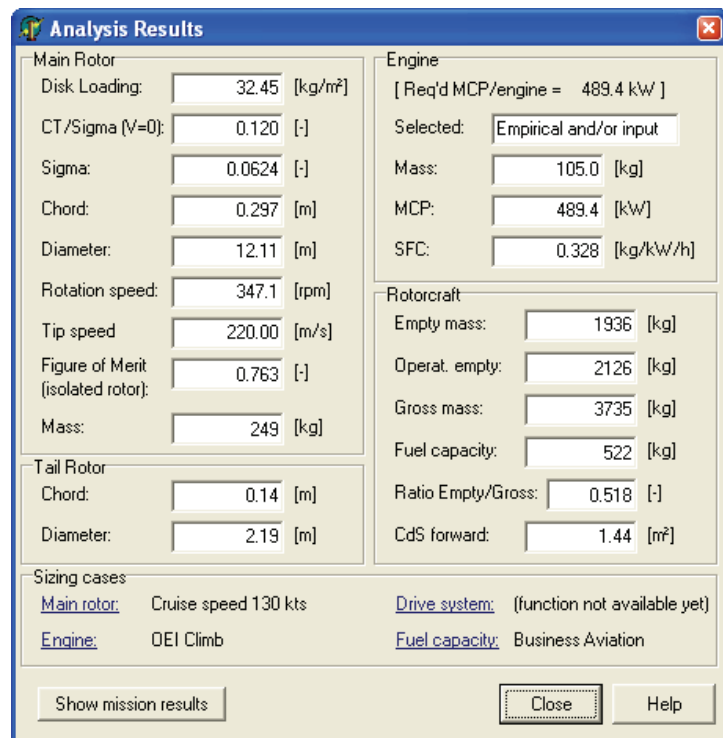 Analysis Results
Main Rotor
Disk Loading: 32.45 [kg/m²]
CT/Sigma (V=0): 0.120 [-]
Sigma: 0.0624 [-]
Chord: 0.297 [m]
Diameter: 12.11 [m]
Rotation speed: 347.1 [rpm]
Tip speed 220.00 [m/s]
Figure of Merit
(isolated rotor): 0.763 [-]
Mass: 249 [kg]
Tail Rotor
Chord: 0.14 [m]
Diameter: 2.19 [m]
Engine
[ Req'd MCP/engine = 489.4 kW ]
Selected: Empirical and/or input
Mass: 105.0 [kg]
MCP: 489.4 [kW]
SFC: 0.328 [kg/kW/h]
Rotorcraft
Empty mass: 1936 [kg]
Operat. empty: 2126 [kg]
Gross mass: 3735 [kg]
Fuel capacity: 522 [kg]
Ratio Empty/Gross: 0.518 [-]
CdS forward: 1.44 [m²]
Sizing cases
Main rotor: Cruise speed 130 kts Drive system: (function not available yet)
Engine: OEI Climb Fuel capacity: Business Aviation
Show mission results Close Help